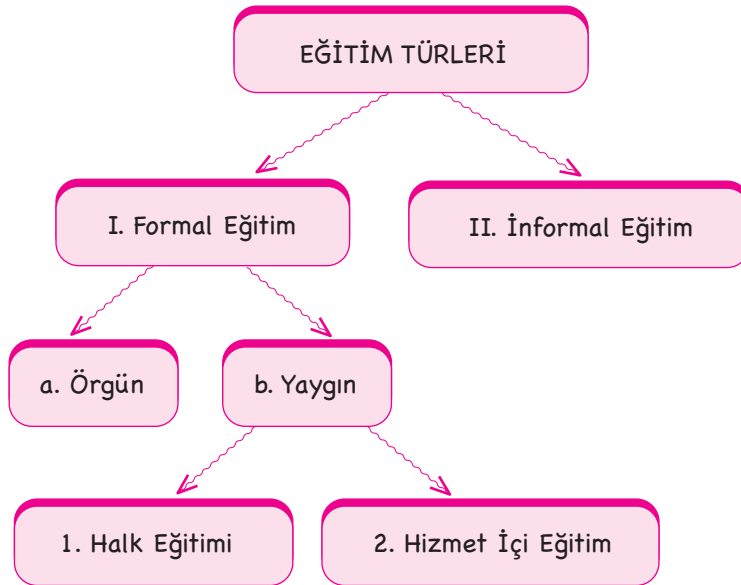 EĞİTİM TÜRLERİ
I. Formal Eğitim
II. İnformal Eğitim
a. Örgün
b. Yaygın
1. Halk Eğitimi
2. Hizmet İçi Eğitim